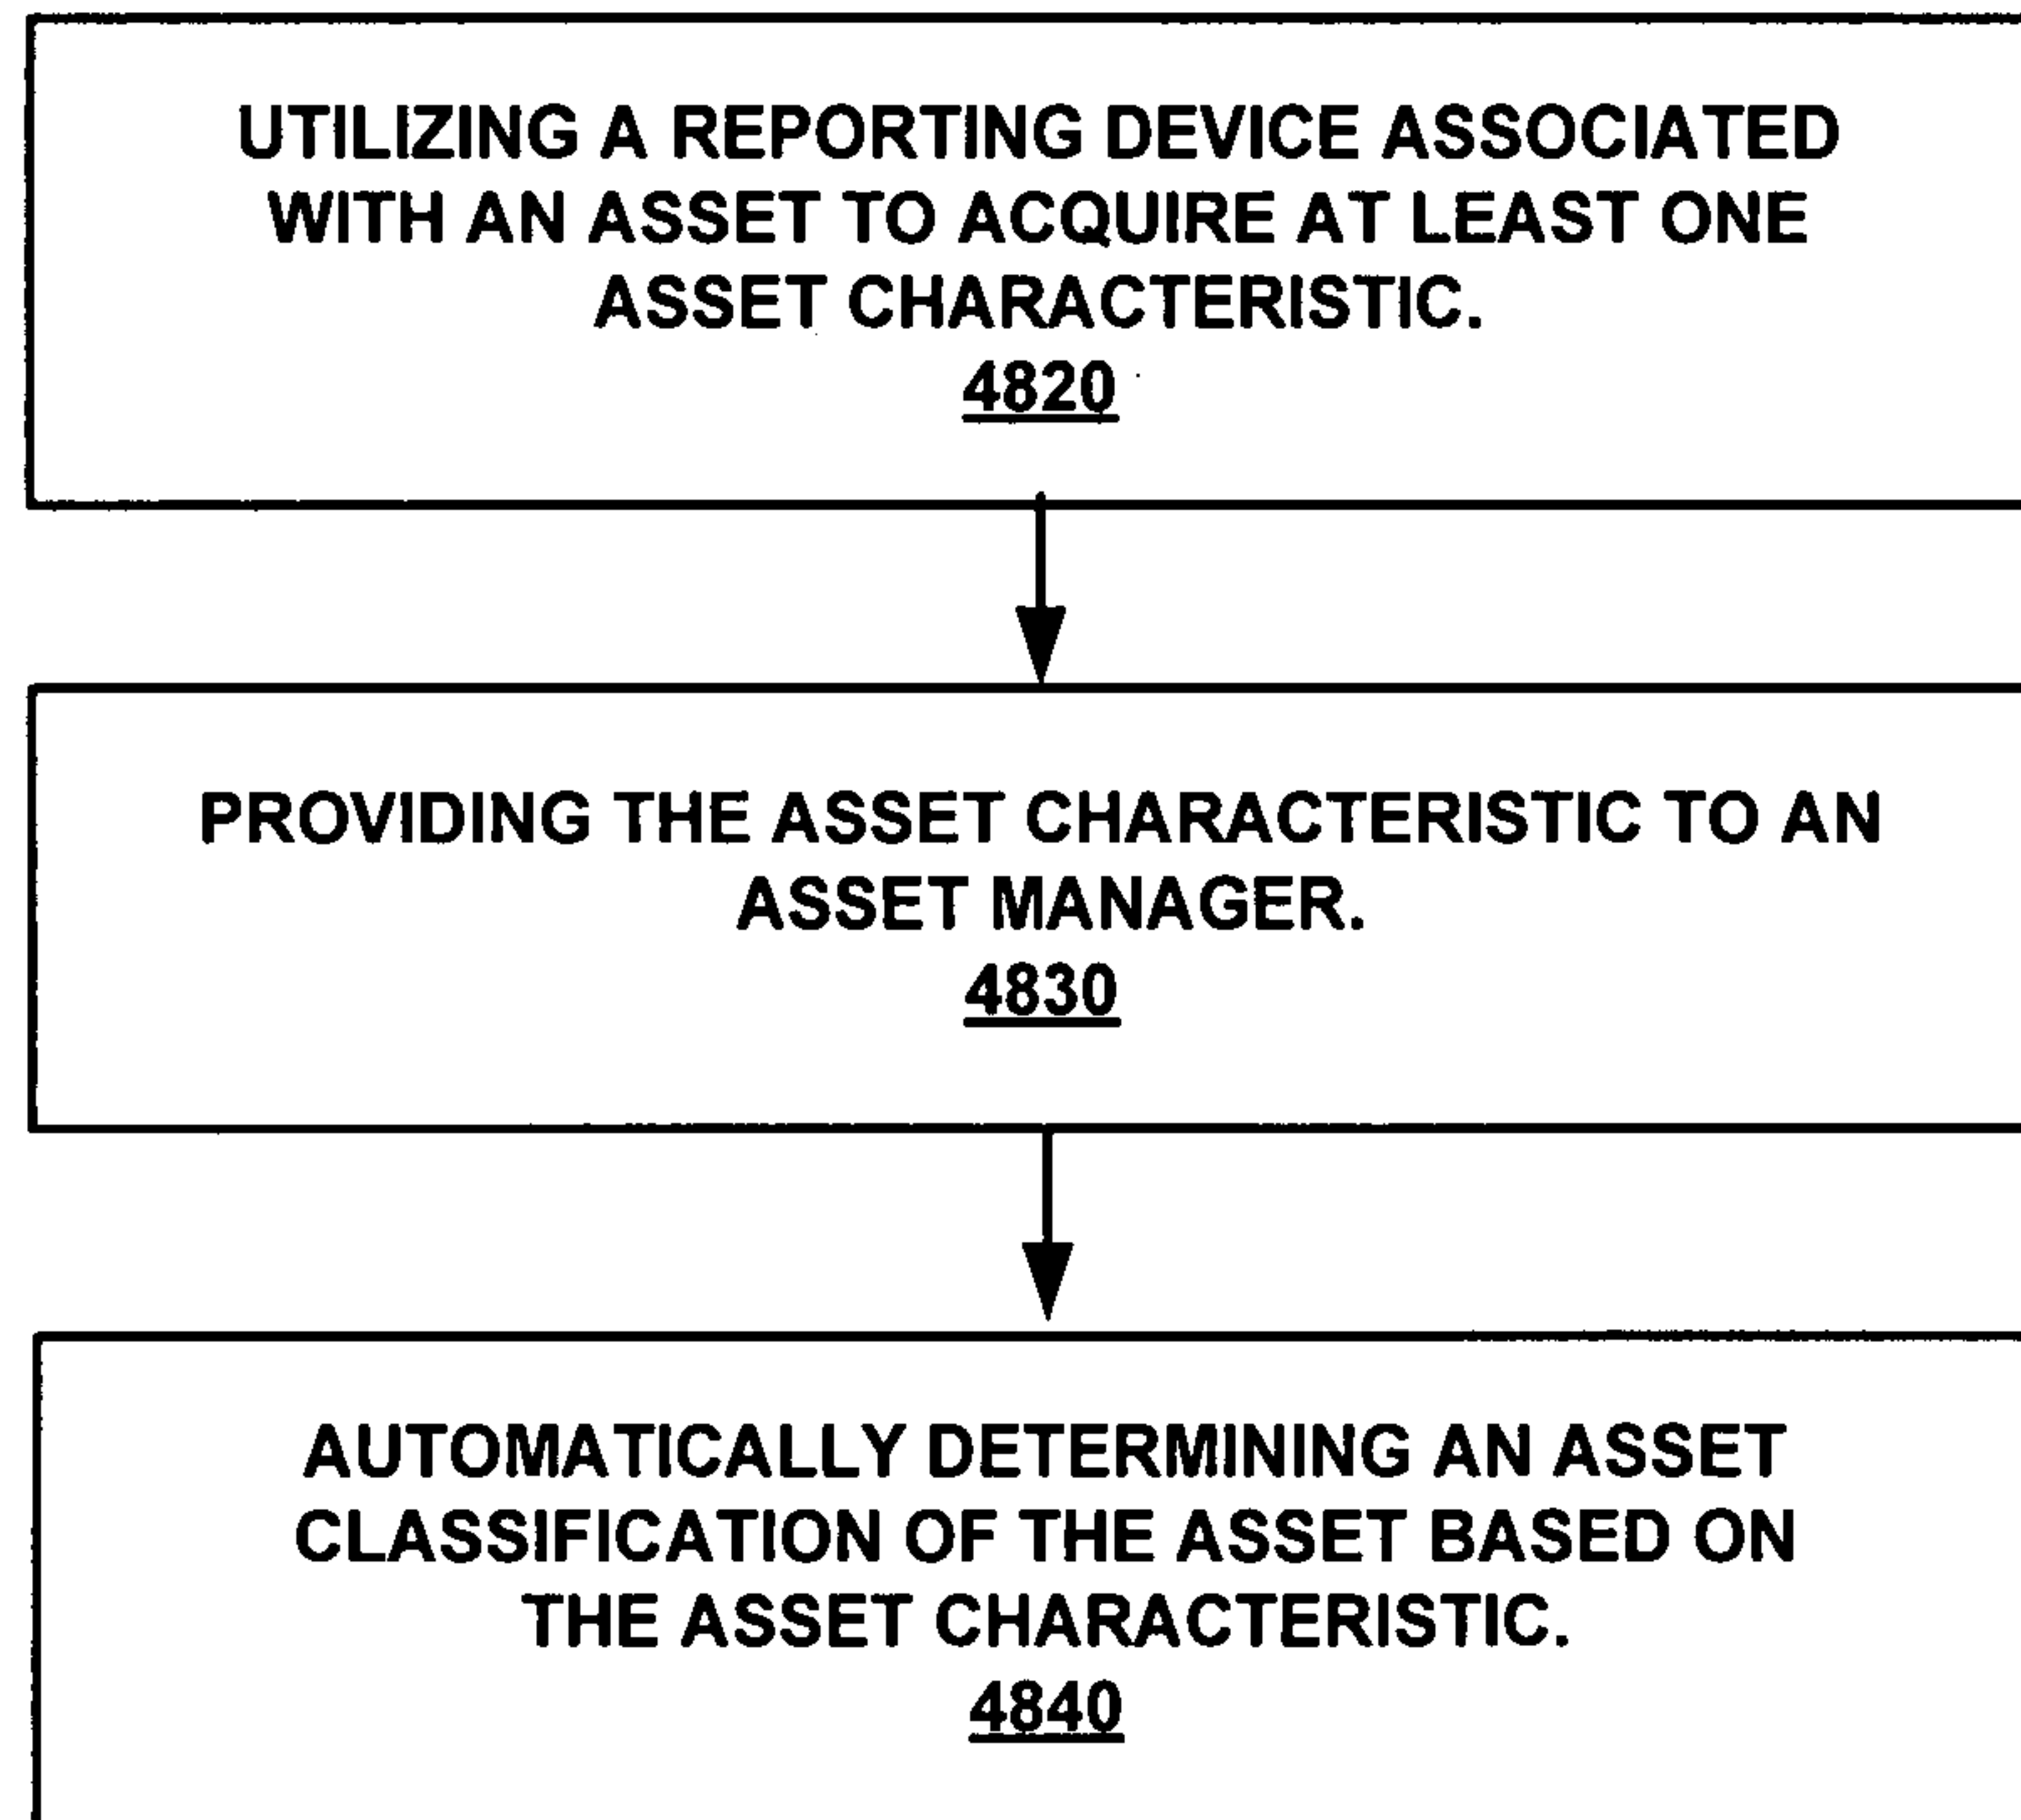 UTILIZING A REPORTING DEVICE ASSOCIATED
WITH AN ASSET TO ACQUIRE AT LEAST ONE
ASSET CHARACTERISTIC.
4820
PROVIDING THE ASSET CHARACTERISTIC TO AN
ASSET MANAGER.
4830
AUTOMATICALLY DETERMINING AN ASSET
CLASSIFICATION OF THE ASSET BASED ON
THE ASSET CHARACTERISTIC.
4840